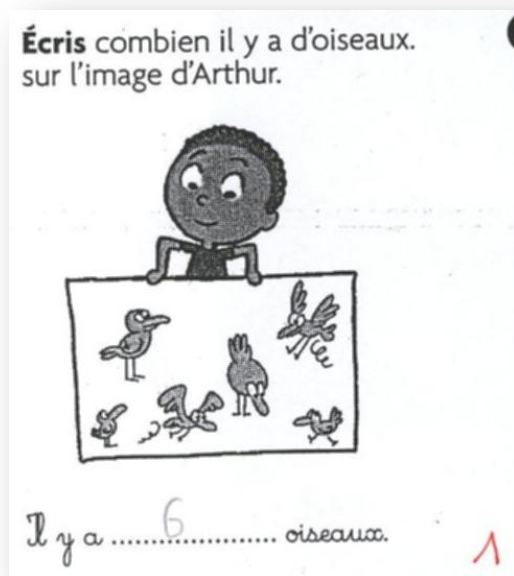 Écris combien il y a d'oiseaux.
sur l'image d'Arthur.
Il y a ..........6.......... oiseaux.
1